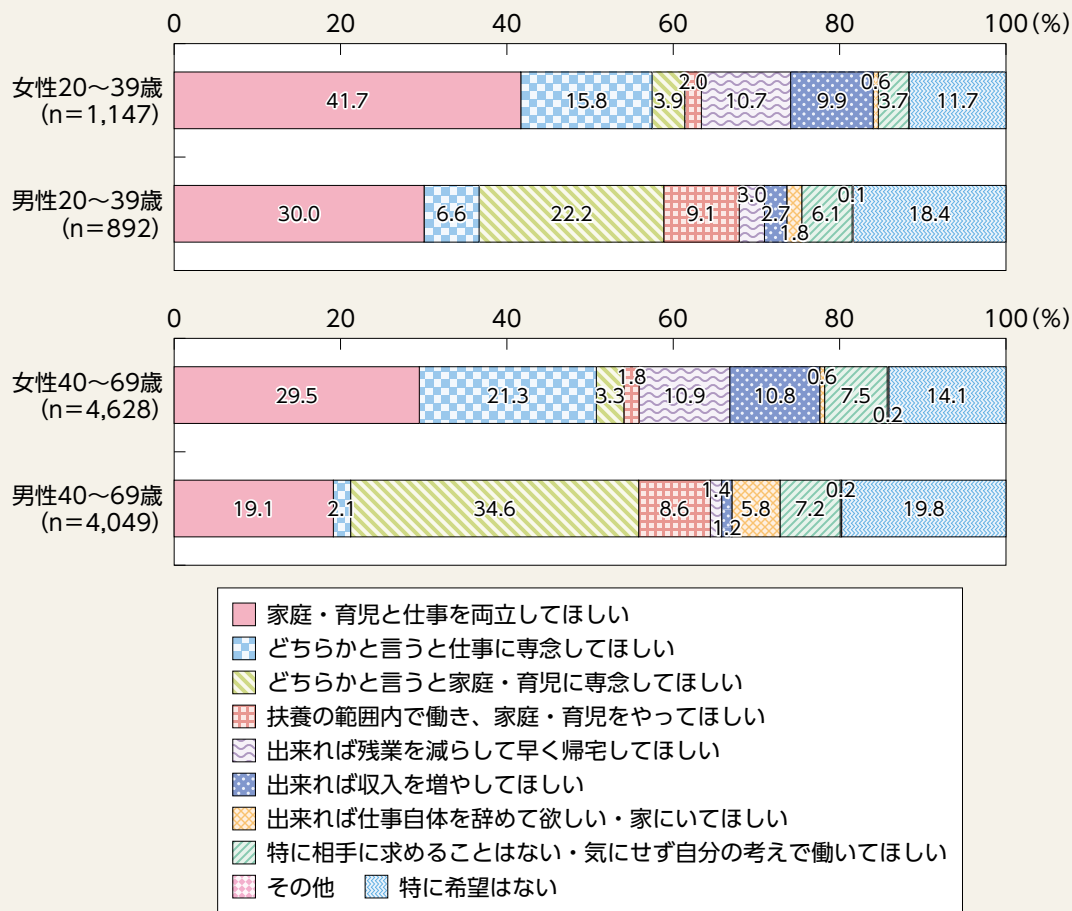 0 20 40 60 80 100(%)
女性20～39歳
(n＝1,147)
41.7 15.8 3.9 2.0 10.7 9.9 0.6 3.7 11.7
男性20～39歳
(n＝892)
30.0 6.6 22.2 9.1 3.0 2.7 1.8 6.1 0.1 18.4
0 20 40 60 80 100(%)
女性40～69歳
(n＝4,628)
29.5 21.3 3.3 1.8 10.9 10.8 0.6 7.5 0.2 14.1
男性40～69歳
(n＝4,049)
19.1 2.1 34.6 8.6 1.4 1.2 5.8 7.2 0.2 19.8
家庭・育児と仕事を両立してほしい
どちらかと言うと仕事に専念してほしい
どちらかと言うと家庭・育児に専念してほしい
扶養の範囲内で働き、家庭・育児をやってほしい
出来れば残業を減らして早く帰宅してほしい
出来れば収入を増やしてほしい
出来れば仕事自体を辞めて欲しい・家にいてほしい
特に相手に求めることはない・気にせず自分の考えで働いてほしい
その他 特に希望はない